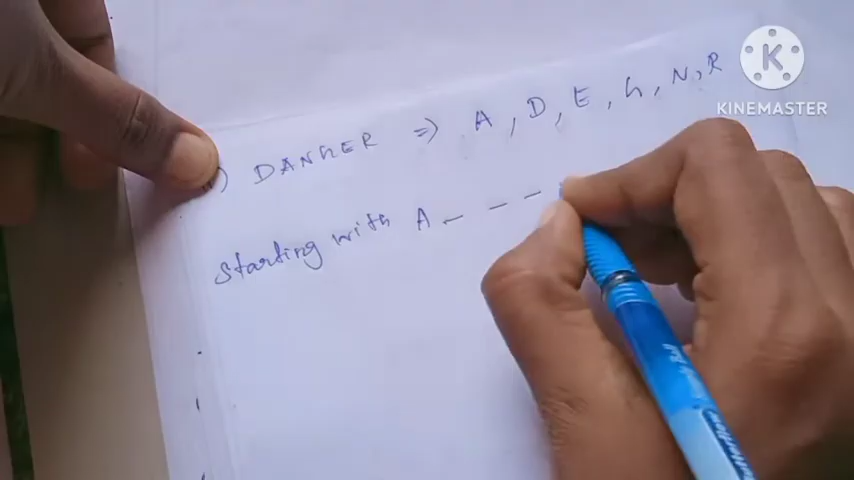 DANGER => A, D, E, G, N, R
Starting with A - - -
K
KINEMASTER